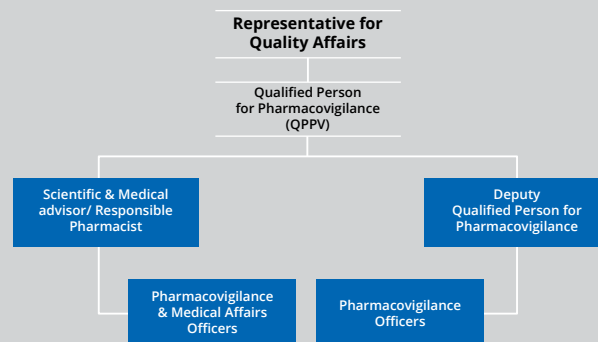 Representative for
Quality Affairs
Qualified Person
for Pharmacovigilance
(QPPV)
Scientific & Medical
advisor/ Responsible
Pharmacist
Deputy
Qualified Person for
Pharmacovigilance
Pharmacovigilance
& Medical Affairs
Officers
Pharmacovigilance
Officers